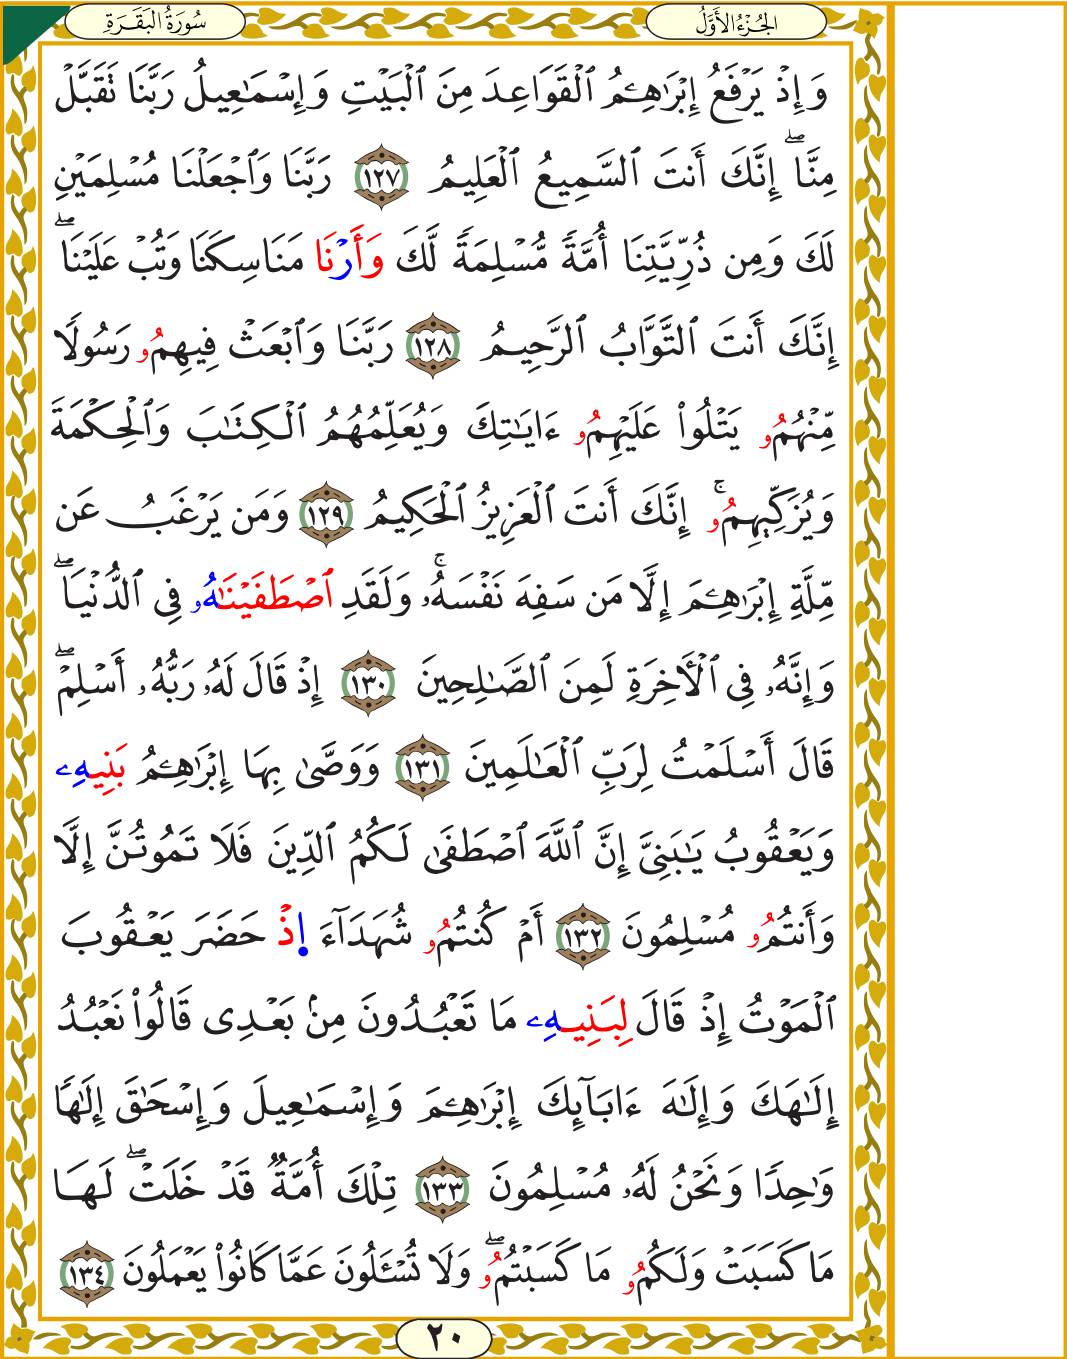 الجُزْءُ الأَوَّلُ
سُورَةُ البَقَرَةِ
وَإِذۡ يَرۡفَعُ إِبۡرَٰهِـۧمُ ٱلۡقَوَاعِدَ مِنَ ٱلۡبَيۡتِ وَإِسۡمَٰعِيلُ رَبَّنَا تَقَبَّل
مِنَّاۖ إِنَّكَ أَنتَ ٱلسَّمِيعُ ٱلۡعَلِيمُ ١٢٧ رَبَّنَا وَٱجۡعَلۡنَا مُسۡلِمَيۡنِ
لَكَ وَمِن ذُرِّيَّتِنَا أُمَّةٗ مُّسۡلِمَةٗ لَّكَ وَأَرۡنَا مَنَاسِكَنَا وَتُبۡ عَلَيۡنَاۖ
إِنَّكَ أَنتَ ٱلتَّوَّابُ ٱلرَّحِيمُ ١٢٨ رَبَّنَا وَٱبۡعَثۡ فِيهِمُۥ رَسُولٗا
مِّنۡهُمُۥ يَتۡلُواْ عَلَيۡهِمُۥ ءَايَٰتِكَ وَيُعَلِّمُهُمُ ٱلۡكِتَٰبَ وَٱلۡحِكۡمَةَ
وَيُزَكِّيهِمُۥۚ إِنَّكَ أَنتَ ٱلۡعَزِيزُ ٱلۡحَكِيمُ ١٢٩ وَمَن يَرۡغَبُ عَن
مِّلَّةِ إِبۡرَٰهِـۧمَ إِلَّا مَن سَفِهَ نَفۡسَهُۥۚ وَلَقَدِ ٱصۡطَفَيۡنَٰهُۥ فِي ٱلدُّنۡيَاۖ
وَإِنَّهُۥ فِي ٱلۡأٓخِرَةِ لَمِنَ ٱلصَّٰلِحِينَ ١٣٠ إِذۡ قَالَ لَهُۥ رَبُّهُۥ أَسۡلِمۡۖ
قَالَ أَسۡلَمۡتُ لِرَبِّ ٱلۡعَٰلَمِينَ ١٣١ وَوَصَّىٰ بِهَا إِبۡرَٰهِـۧمُ بَنِيهِۦ
وَيَعۡقُوبُ يَٰبَنِيَّ إِنَّ ٱللَّهَ ٱصۡطَفَىٰ لَكُمُ ٱلدِّينَ فَلَا تَمُوتُنَّ إِلَّا
وَأَنتُمُۥ مُسۡلِمُونَ ١٣٢ أَمۡ كُنتُمُۥ شُهَدَآءَ اِ۪ذۡ حَضَرَ يَعۡقُوبَ
ٱلۡمَوۡتُ إِذۡ قَالَ لِبَنِيهِۦ مَا تَعۡبُدُونَ مِنۢ بَعۡدِي قَالُواْ نَعۡبُدُ
إِلَٰهَكَ وَإِلَٰهَ ءَابَآئِكَ إِبۡرَٰهِـۧمَ وَإِسۡمَٰعِيلَ وَإِسۡحَٰقَ إِلَٰهٗا
وَٰحِدٗا وَنَحۡنُ لَهُۥ مُسۡلِمُونَ ١٣٣ تِلۡكَ أُمَّةٞ قَدۡ خَلَتۡۖ لَهَا
مَا كَسَبَتۡ وَلَكُمُۥ مَا كَسَبۡتُمُۥۖ وَلَا تُسۡـَٔلُونَ عَمَّا كَانُواْ يَعۡمَلُونَ ١٣٤
٢٠